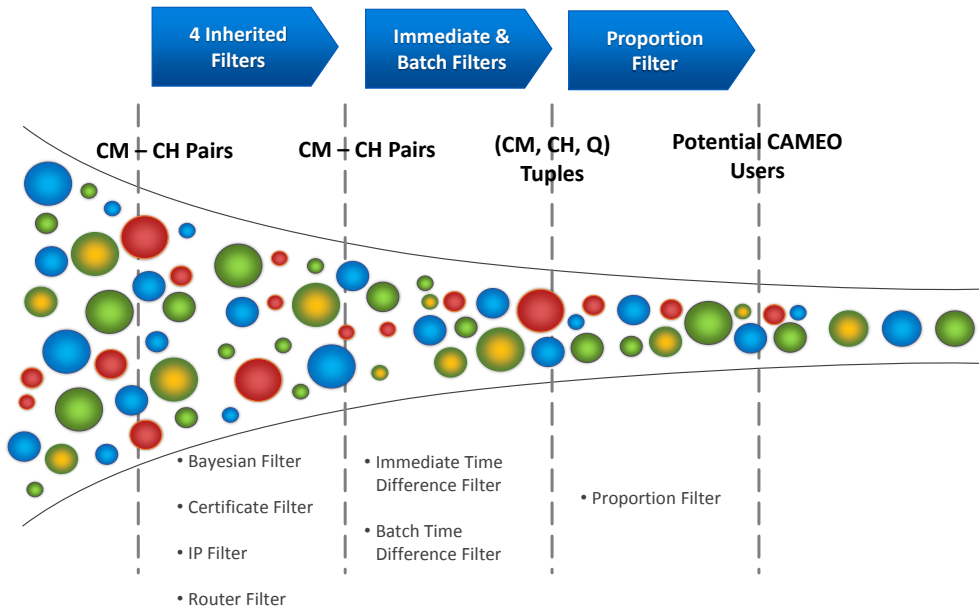 4 Inherited
Filters
Immediate &
Batch Filters
Proportion
Filter
CM – CH Pairs
CM – CH Pairs
(CM, CH, Q)
Tuples
Potential CAMEO
Users
• Bayesian Filter
• Certificate Filter
• IP Filter
• Router Filter
• Immediate Time
Difference Filter
• Batch Time
Difference Filter
• Proportion Filter